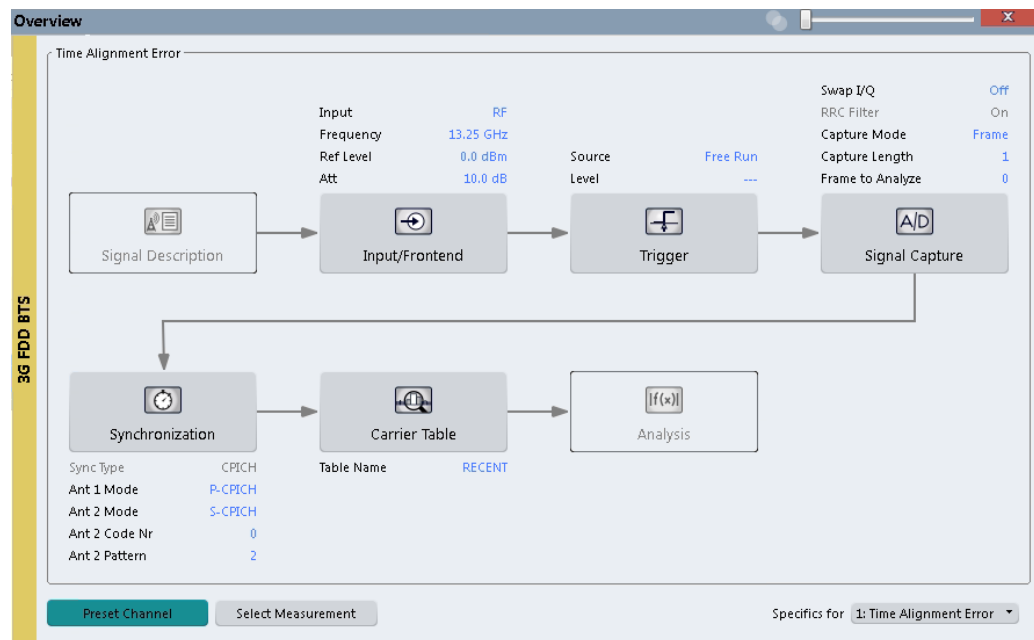 Overview
x
Time Alignment Error
Swap I/Q Off
RRC Filter On
Input RF
Frequency 13.25 GHz
Capture Mode Frame
Ref Level 0.0 dBm
Source Free Run
Capture Length 1
Att 10.0 dB
Level ---
Frame to Analyze 0
A/D
Signal Description
Input/Frontend
Trigger
Signal Capture
3G FDD BTS
|f(x)|
Synchronization
Carrier Table
Analysis
Sync Type CPICH
Table Name RECENT
Ant 1 Mode P-CPICH
Ant 2 Mode S-CPICH
Ant 2 Code Nr 0
Ant 2 Pattern 2
Preset Channel
Select Measurement
Specifics for 1: Time Alignment Error